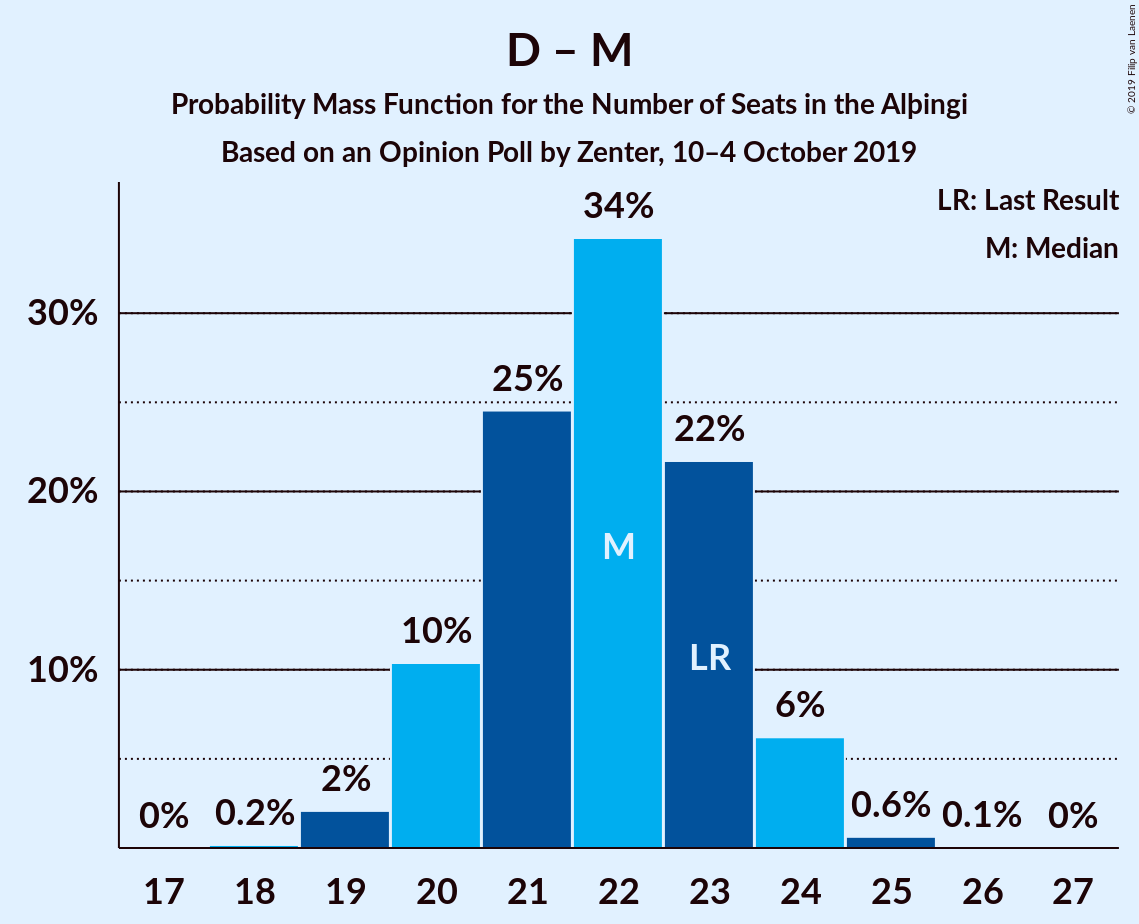 D – M
Probability Mass Function for the Number of Seats in the Alþingi
Based on an Opinion Poll by Zenter, 10–4 October 2019
© 2019 Filip van Laenen
LR: Last Result
M: Median
34%
30%
25%
22%
20%
M
LR
10%
10%
6%
2%
0%
0.2%
0.6%
0.1%
0%
17 18 19 20 21 22 23 24 25 26 27